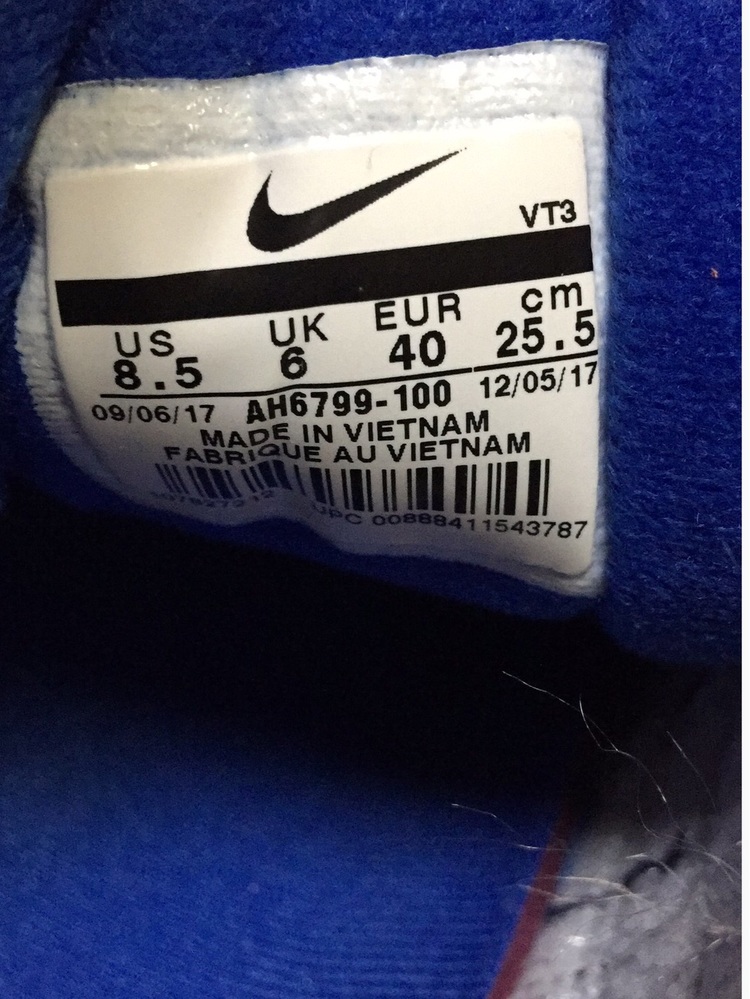 VT3
US UK EUR cm
8.5 6 40 25.5
09/06/17 AH6799-100 12/05/17
MADE IN VIETNAM
FABRIQUE AU VIETNAM
UPC 00888411543787